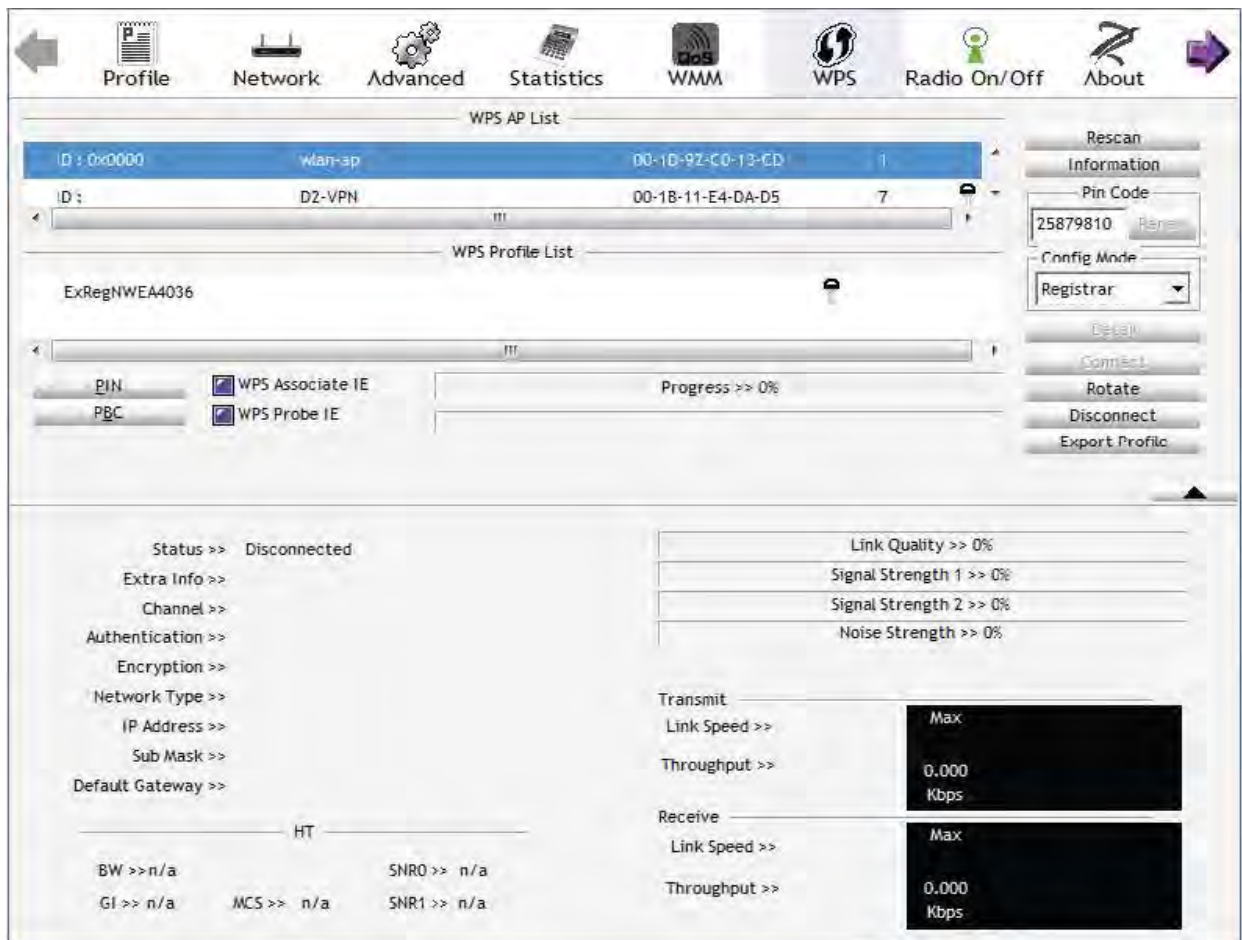 Profile Network Advanced Statistics WMM WPS Radio On/Off About
QoS
WPS AP List
ID : 0x0000 wlan-ap 00-1D-92-C0-13-CD 1
ID : D2-VPN 00-1B-11-E4-DA-D5 7
WPS Profile List
ExRegNWEA4036
PIN
PBC
WPS Associate IE
WPS Probe IE
Progress >> 0%
Rescan
Information
Pin Code
25879810
Config Mode
Registrar
Detail
Connect
Rotate
Disconnect
Export Profile
Status >> Disconnected
Extra Info >>
Channel >>
Authentication >>
Encryption >>
Network Type >>
IP Address >>
Sub Mask >>
Default Gateway >>
HT
BW >>n/a SNR0 >> n/a
GI >> n/a MCS >> n/a SNR1 >> n/a
Link Quality >> 0%
Signal Strength 1 >> 0%
Signal Strength 2 >> 0%
Noise Strength >> 0%
Transmit
Link Speed >>
Throughput >>
Max
0.000
Kbps
Receive
Link Speed >>
Throughput >>
Max
0.000
Kbps